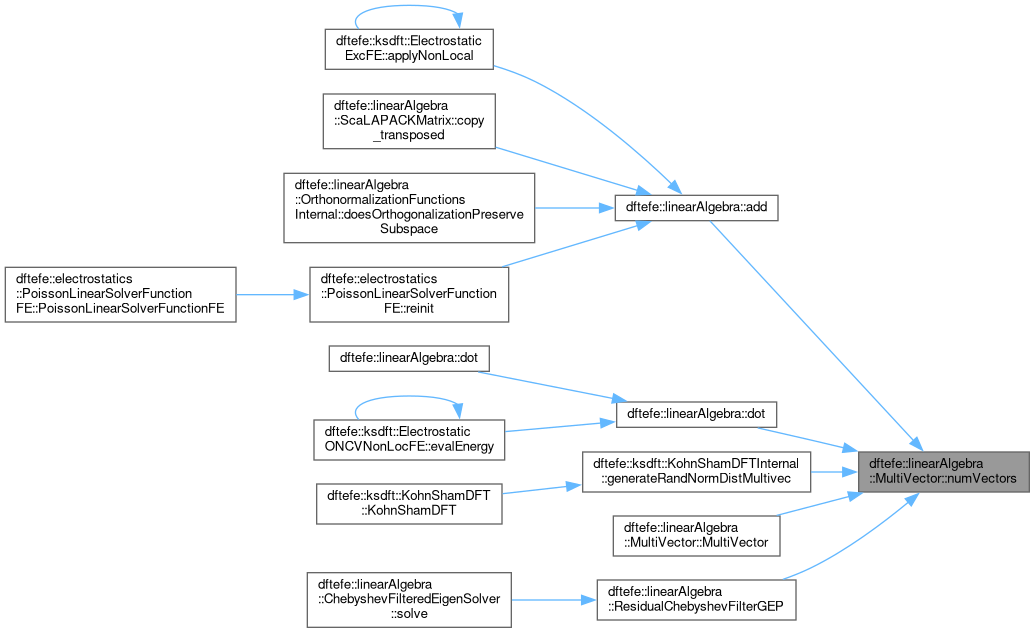 dftefe::ksdft::Electrostatic
ExcFE::applyNonLocal
dftefe::linearAlgebra
::ScaLAPACKMatrix::copy
_transposed
dftefe::linearAlgebra
::OrthonormalizationFunctions
Internal::doesOrthogonalizationPreserve
Subspace
dftefe::linearAlgebra::add
dftefe::electrostatics
::PoissonLinearSolverFunction
FE::PoissonLinearSolverFunctionFE
dftefe::electrostatics
::PoissonLinearSolverFunction
FE::reinit
dftefe::linearAlgebra::dot
dftefe::linearAlgebra::dot
dftefe::ksdft::Electrostatic
ONCVNonLocFE::evalEnergy
dftefe::ksdft::KohnShamDFTInternal
::generateRandNormDistMultivec
dftefe::linearAlgebra
::MultiVector::numVectors
dftefe::ksdft::KohnShamDFT
::KohnShamDFT
dftefe::linearAlgebra
::MultiVector::MultiVector
dftefe::linearAlgebra
::ChebyshevFilteredEigenSolver
::solve
dftefe::linearAlgebra
::ResidualChebyshevFilterGEP